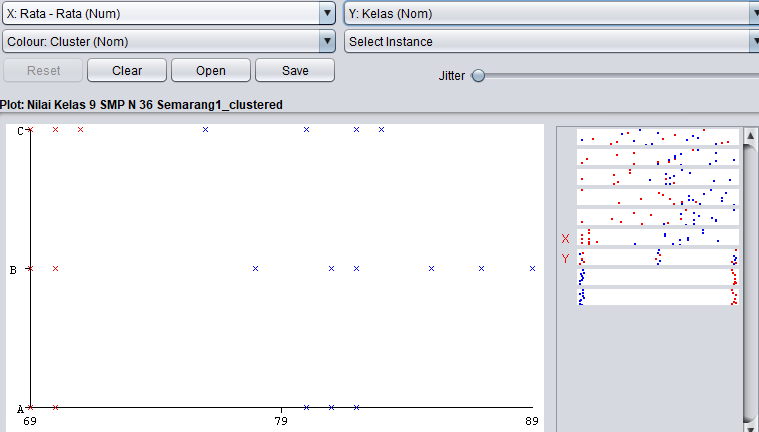 X: Rata - Rata (Num) Y: Kelas (Nom)
Colour: Cluster (Nom) Select Instance
Reset Clear Open Save Jitter
Plot: Nilai Kelas 9 SMP N 36 Semarang1_clustered
C
B
A
69 79 89
X
Y